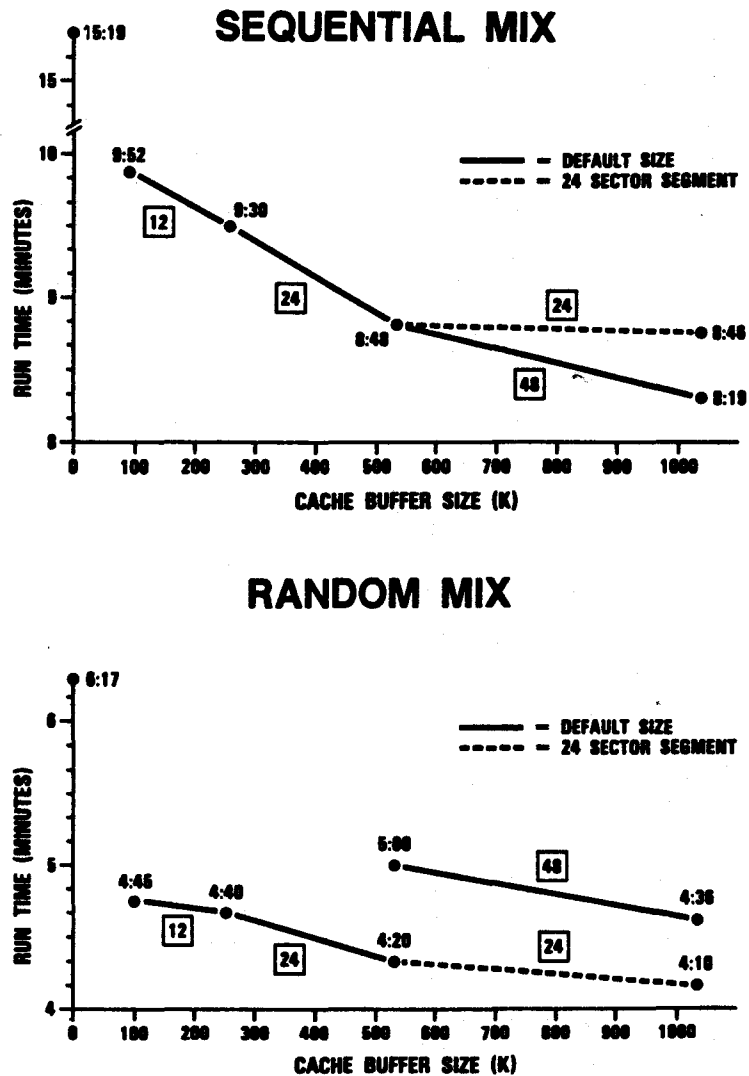 SEQUENTIAL MIX
15:19
15
10
9:52
DEFAULT SIZE
24 SECTOR SEGMENT
12
9:30
9
24
24
8:48
8:46
48
8:19
8
RUN TIME (MINUTES)
0 100 200 300 400 500 600 700 800 900 1000
CACHE BUFFER SIZE (K)
RANDOM MIX
6:17
6
DEFAULT SIZE
24 SECTOR SEGMENT
5:00
5
48
4:45
4:40
4:36
12
4:20
24
24
4:10
4
RUN TIME (MINUTES)
0 100 200 300 400 500 600 700 800 900 1000
CACHE BUFFER SIZE (K)